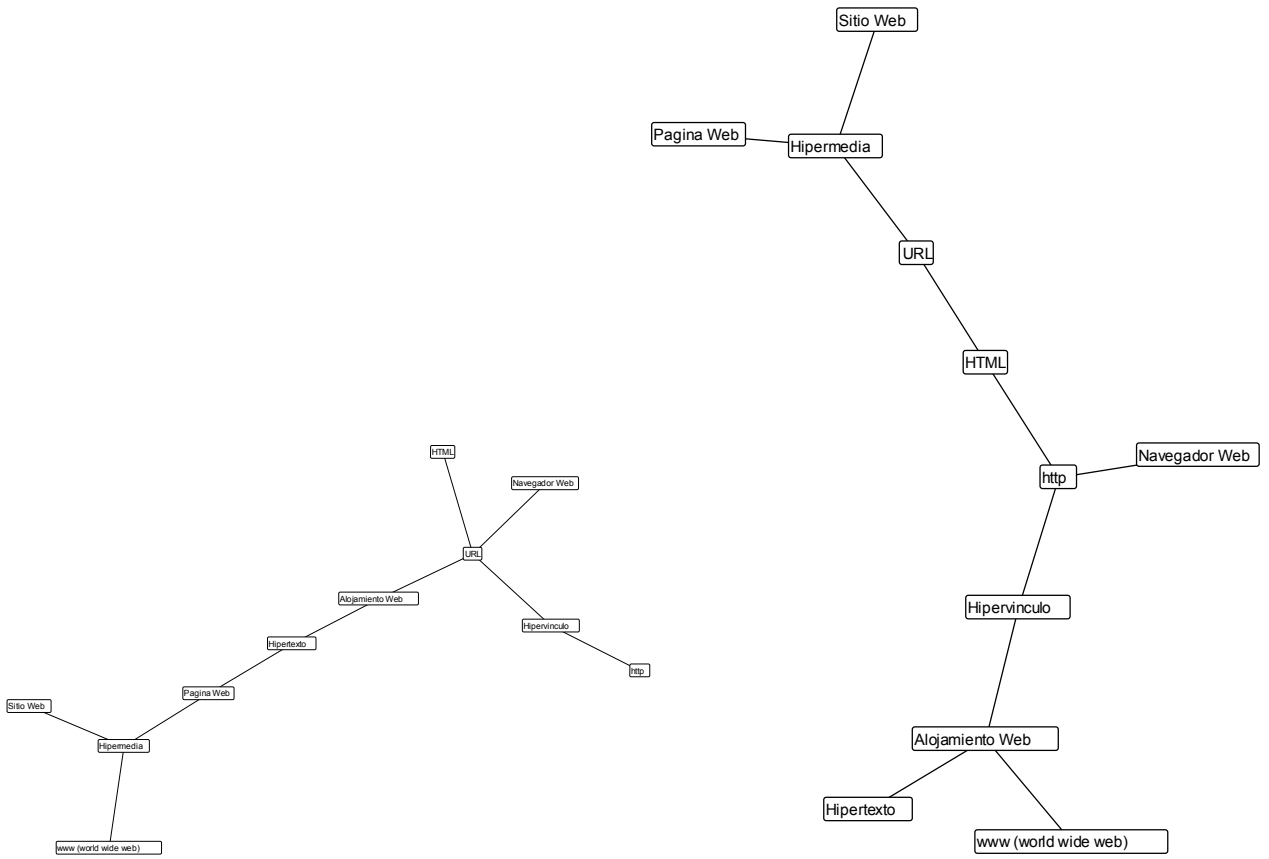 Sitio Web
Pagina Web
Hipermedia
URL
HTML
Navegador Web
http
Hipervinculo
Alojamiento Web
Hipertexto
www (world wide web)
HTML
Navegador Web
URL
Alojamiento Web
Hipervinculo
Hipertexto
http
Pagina Web
Sitio Web
Hipermedia
www (world wide web)